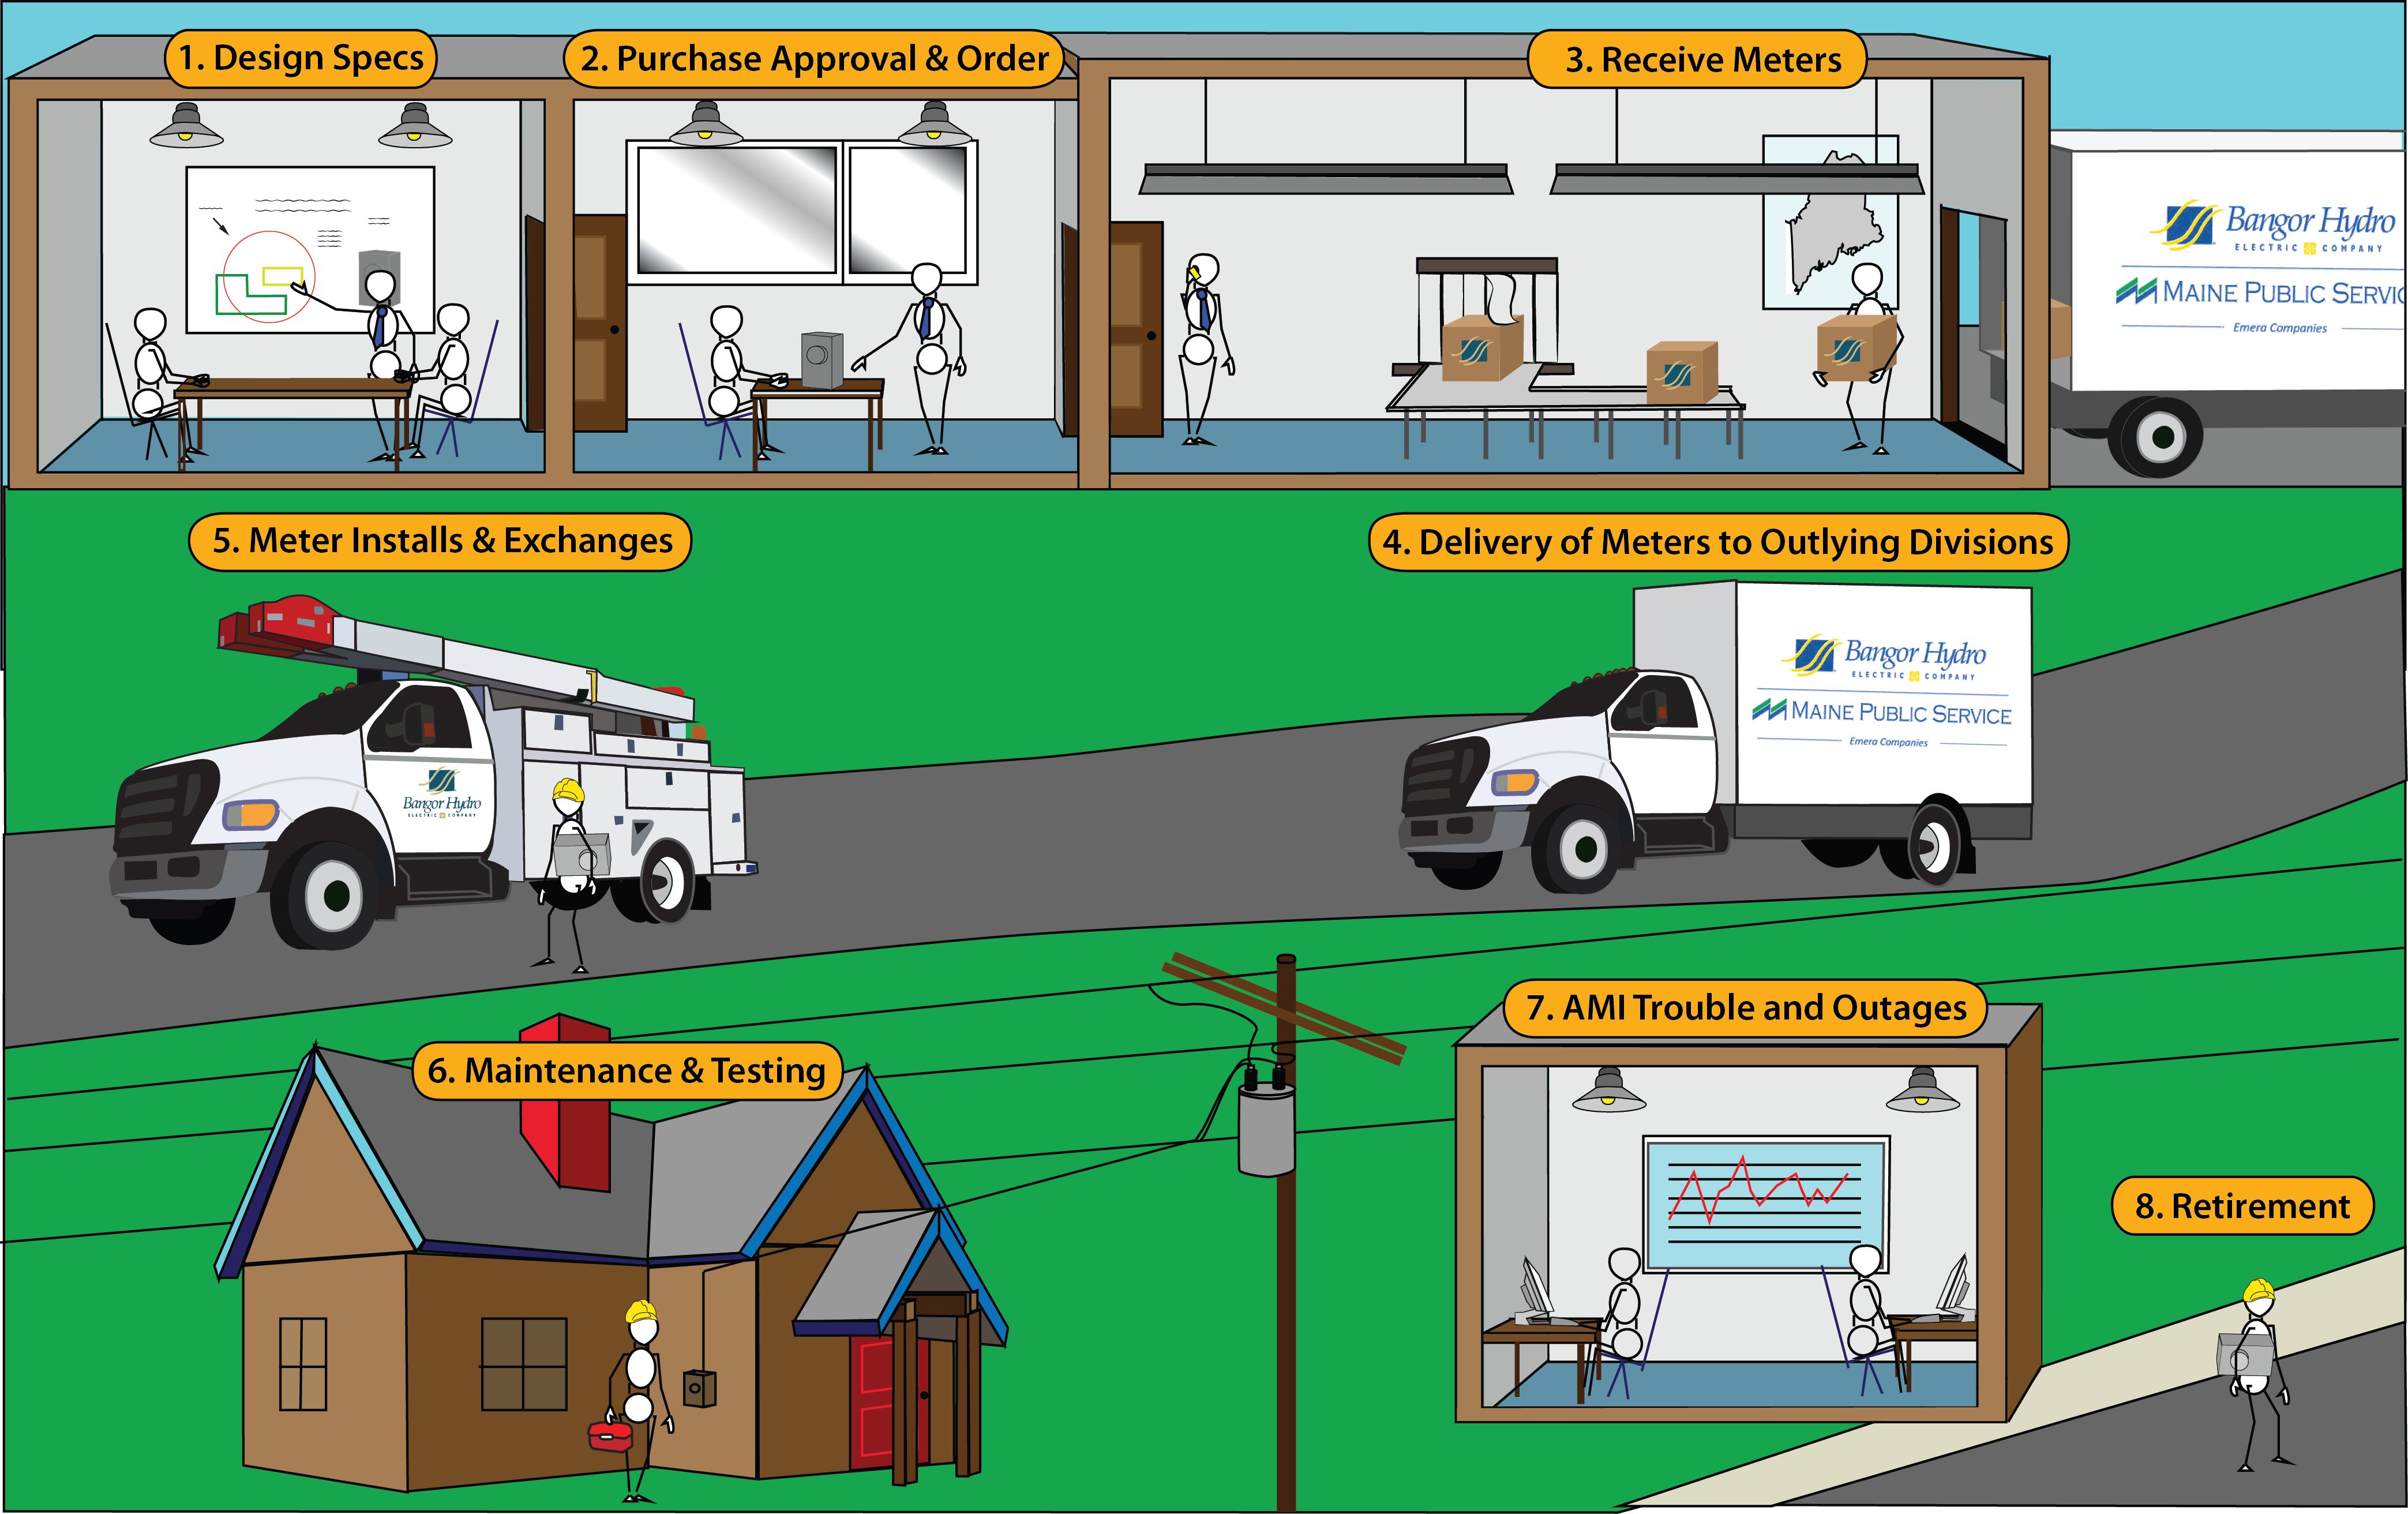 1. Design Specs
2. Purchase Approval & Order
3. Receive Meters
Bangor Hydro
ELECTRIC COMPANY
MAINE PUBLIC SERVIC
Emera Companies
5. Meter Installs & Exchanges
4. Delivery of Meters to Outlying Divisions
Bangor Hydro
ELECTRIC COMPANY
MAINE PUBLIC SERVICE
Emera Companies
Bangor Hydro
ELECTRIC COMPANY
7. AMI Trouble and Outages
6. Maintenance & Testing
8. Retirement